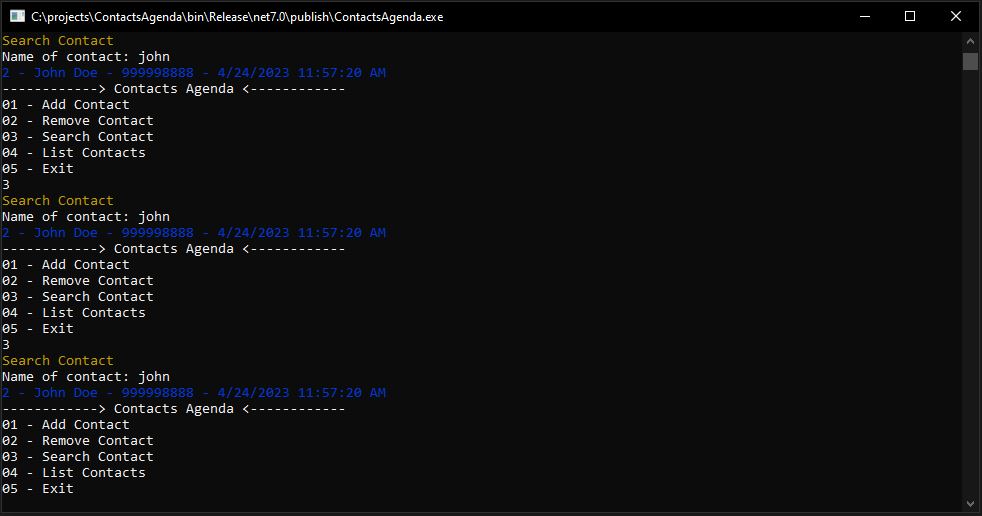 C:\projects\ContactsAgenda\bin\Release\net7.0\publish\ContactsAgenda.exe
Search Contact
Name of contact: john
2 - John Doe - 999998888 - 4/24/2023 11:57:20 AM
------------> Contacts Agenda <------------
01 - Add Contact
02 - Remove Contact
03 - Search Contact
04 - List Contacts
05 - Exit
3
Search Contact
Name of contact: john
2 - John Doe - 999998888 - 4/24/2023 11:57:20 AM
------------> Contacts Agenda <------------
01 - Add Contact
02 - Remove Contact
03 - Search Contact
04 - List Contacts
05 - Exit
3
Search Contact
Name of contact: john
2 - John Doe - 999998888 - 4/24/2023 11:57:20 AM
------------> Contacts Agenda <------------
01 - Add Contact
02 - Remove Contact
03 - Search Contact
04 - List Contacts
05 - Exit